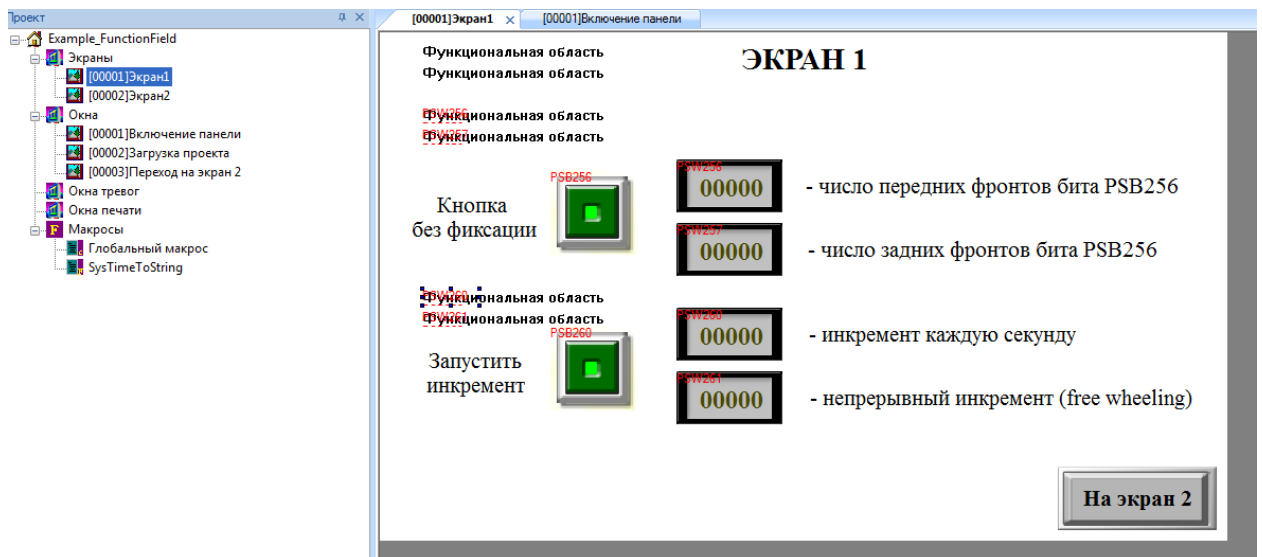 Проект
Example_FunctionField
Экраны
[00001]Экран1
[00002]Экран2
Окна
[00001]Включение панели
[00002]Загрузка проекта
[00003]Переход на экран 2
Окна тревог
Окна печати
Макросы
Глобальный макрос
SysTimeToString
[00001]Экран1
[00001]Включение панели
Функциональная область
Функциональная область
ЭКРАН 1
PSW256
Функциональная область
PSW257
Функциональная область
PSB256
Кнопка
без фиксации
PSW256
00000
- число передних фронтов бита PSB256
PSW257
00000
- число задних фронтов бита PSB256
PSW260
Функциональная область
PSW261
Функциональная область
PSB260
Запустить
инкремент
PSW260
00000
- инкремент каждую секунду
PSW261
00000
- непрерывный инкремент (free wheeling)
На экран 2